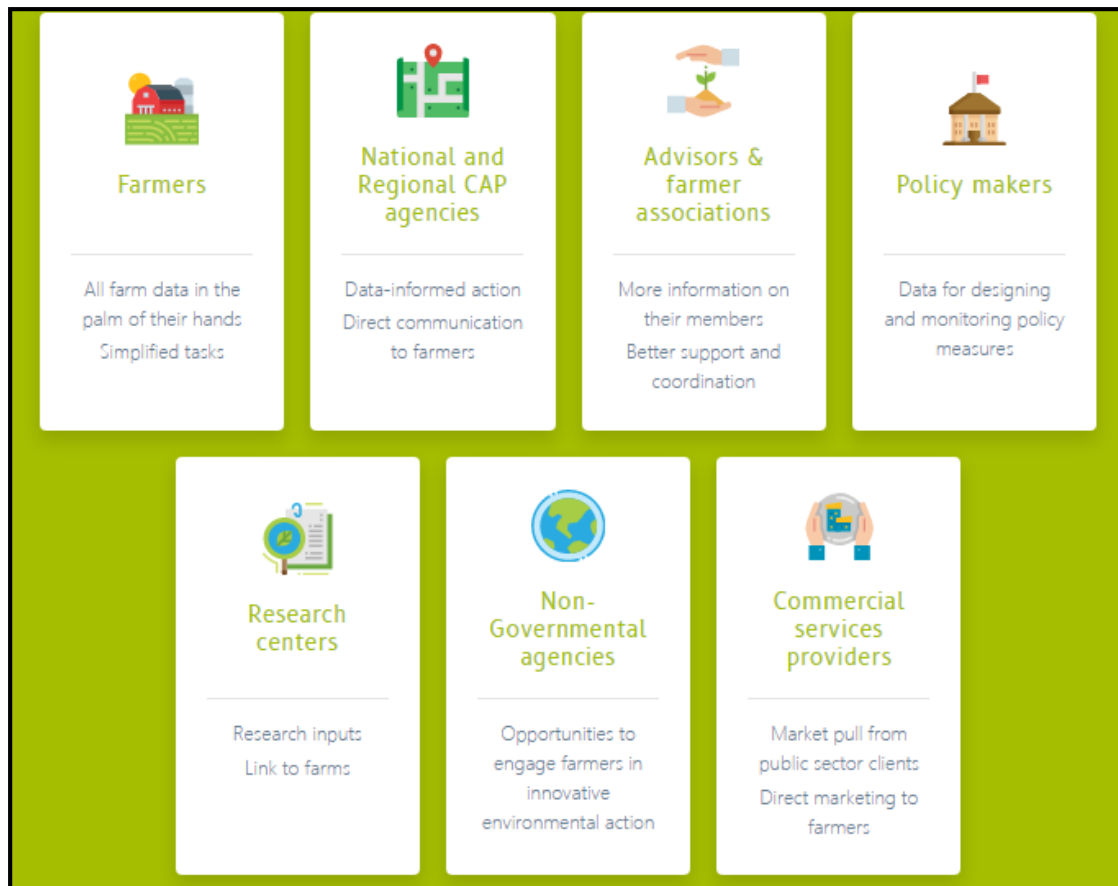 Farmers
All farm data in the
palm of their hands
Simplified tasks
National and
Regional CAP
agencies
Data-informed action
Direct communication
to farmers
Advisors &
farmer
associations
More information on
their members
Better support and
coordination
Policy makers
Data for designing
and monitoring policy
measures
Research
centers
Research inputs
Link to farms
Non-
Governmental
agencies
Opportunities to
engage farmers in
innovative
environmental action
Commercial
services
providers
Market pull from
public sector clients
Direct marketing to
farmers